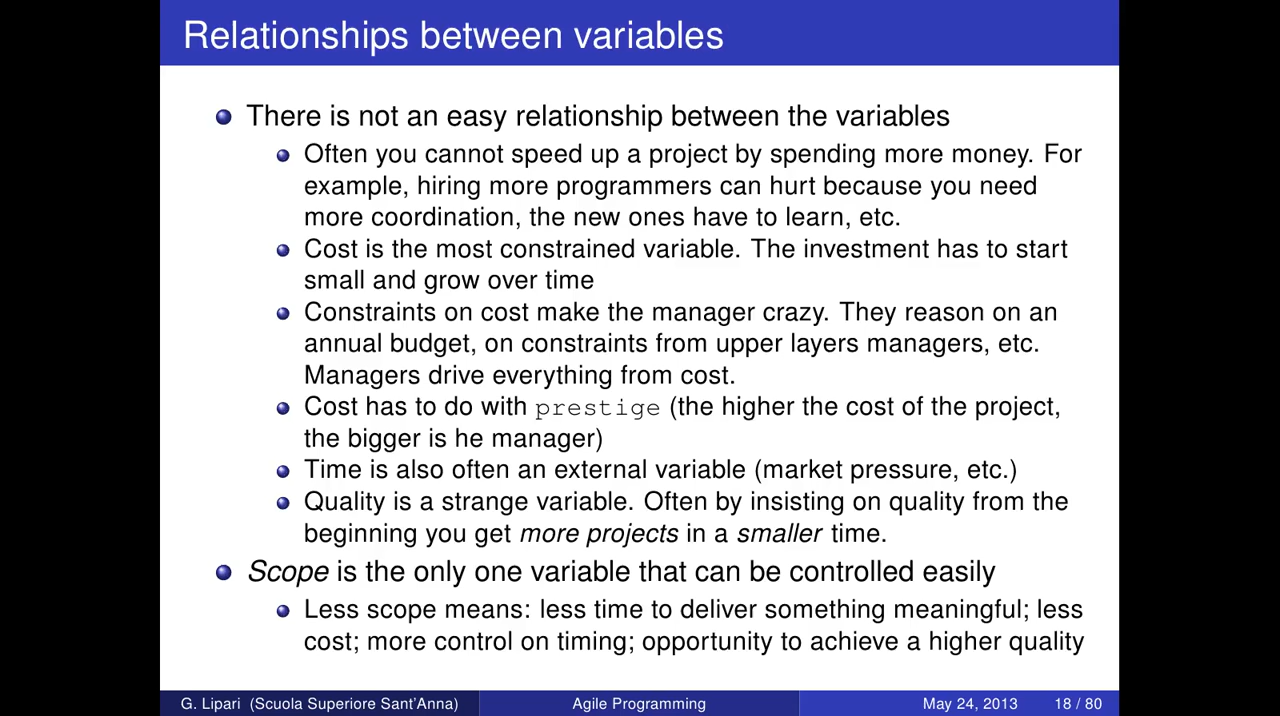 Relationships between variables
There is not an easy relationship between the variables
Often you cannot speed up a project by spending more money. For
example, hiring more programmers can hurt because you need
more coordination, the new ones have to learn, etc.
Cost is the most constrained variable. The investment has to start
small and grow over time
Constraints on cost make the manager crazy. They reason on an
annual budget, on constraints from upper layers managers, etc.
Managers drive everything from cost.
Cost has to do with prestige (the higher the cost of the project,
the bigger is he manager)
Time is also often an external variable (market pressure, etc.)
Quality is a strange variable. Often by insisting on quality from the
beginning you get more projects in a smaller time.
Scope is the only one variable that can be controlled easily
Less scope means: less time to deliver something meaningful; less
cost; more control on timing; opportunity to achieve a higher quality
G. Lipari (Scuola Superiore Sant'Anna) Agile Programming May 24, 2013 18 / 80